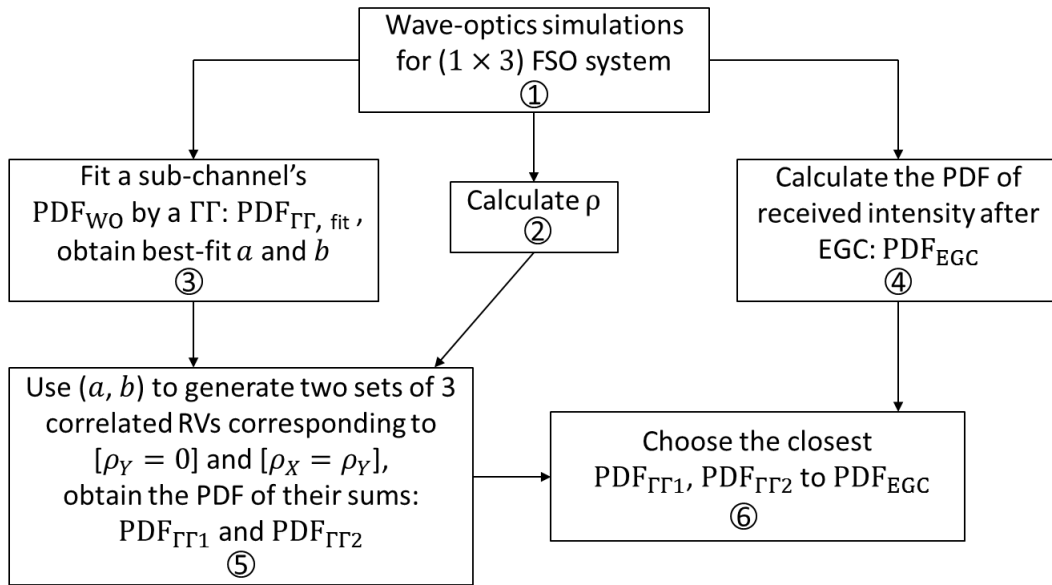 Wave-optics simulations
for (1 × 3) FSO system
①
Fit a sub-channel's
PDF_WO by a ΓΓ: PDF_ΓΓ, fit ,
obtain best-fit a and b
③
Calculate ρ
②
Calculate the PDF of
received intensity after
EGC: PDF_EGC
④
Use (a, b) to generate two sets of 3
correlated RVs corresponding to
[ρ_Y = 0] and [ρ_X = ρ_Y],
obtain the PDF of their sums:
PDF_ΓΓ1 and PDF_ΓΓ2
⑤
Choose the closest
PDF_ΓΓ1, PDF_ΓΓ2 to PDF_EGC
⑥